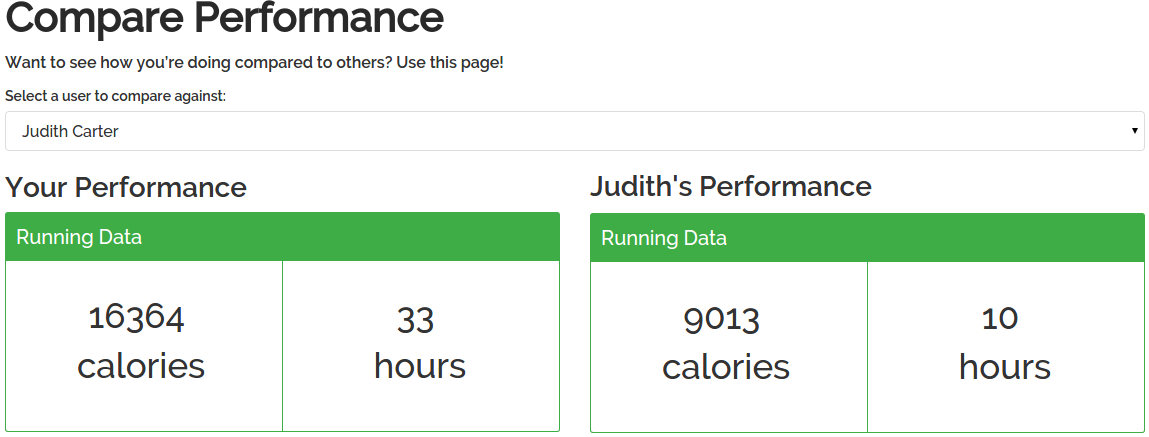 Compare Performance
Want to see how you're doing compared to others? Use this page!
Select a user to compare against:
Judith Carter
Your Performance
Running Data
16364
calories
33
hours
Judith's Performance
Running Data
9013
calories
10
hours